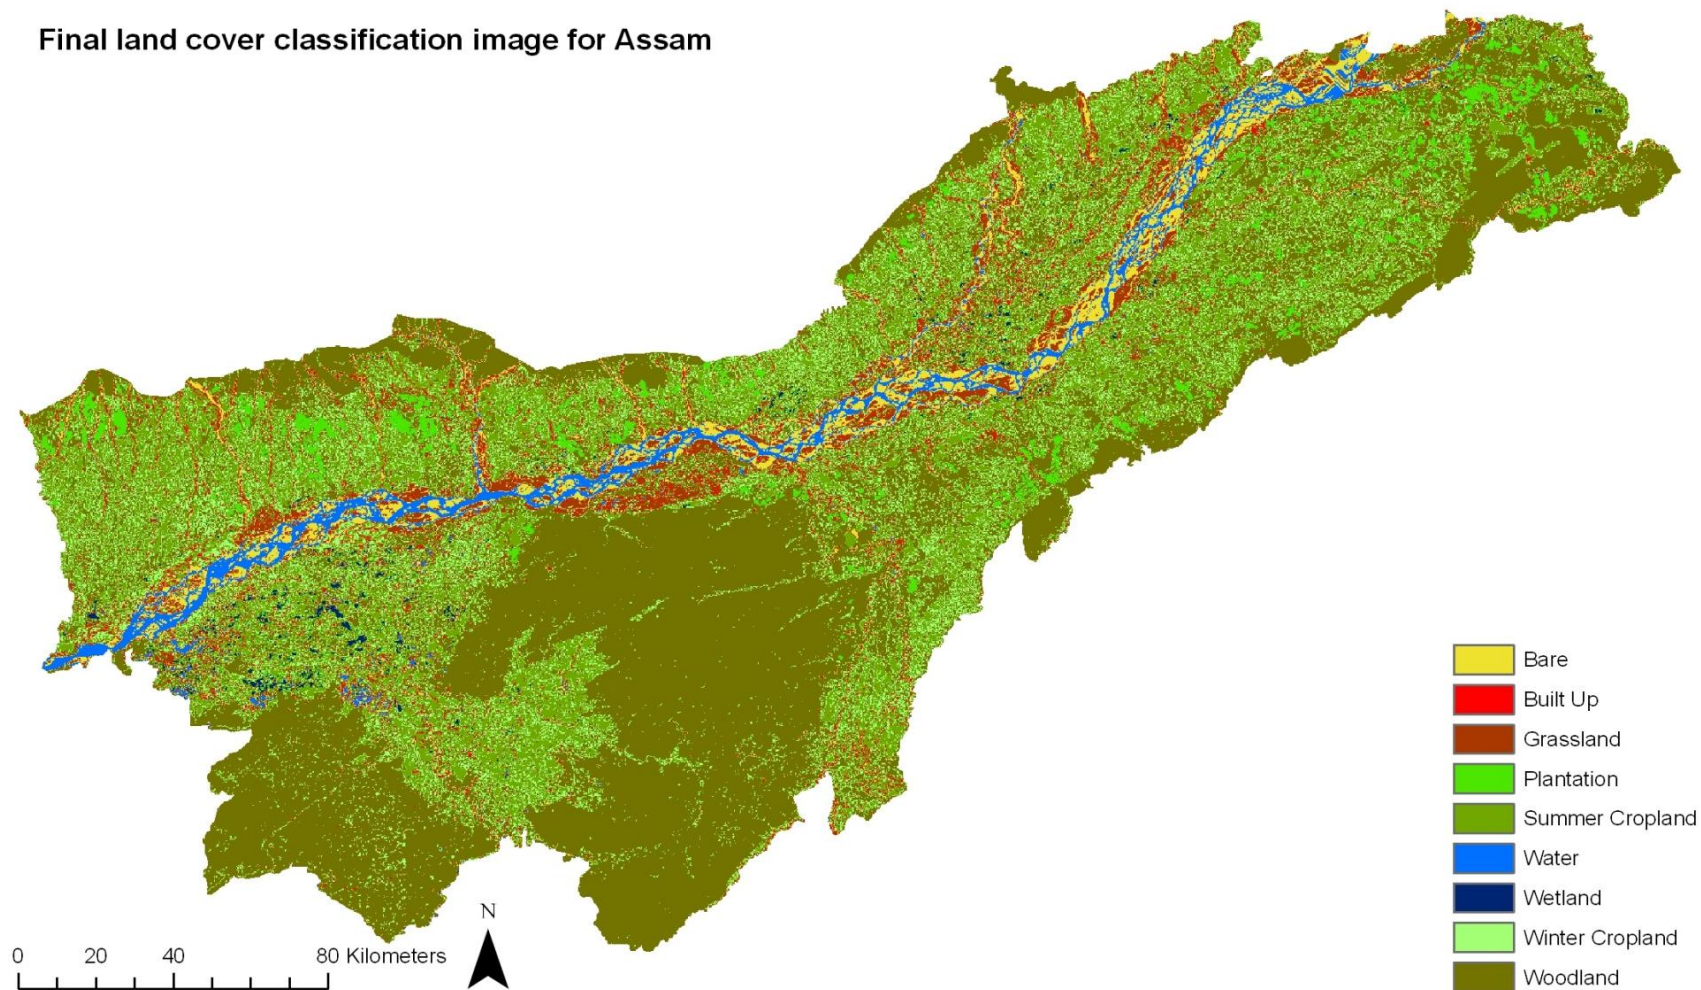 Final land cover classification image for Assam
Bare
Built Up
Grassland
Plantation
Summer Cropland
Water
Wetland
Winter Cropland
Woodland
N
0 20 40 80 Kilometers